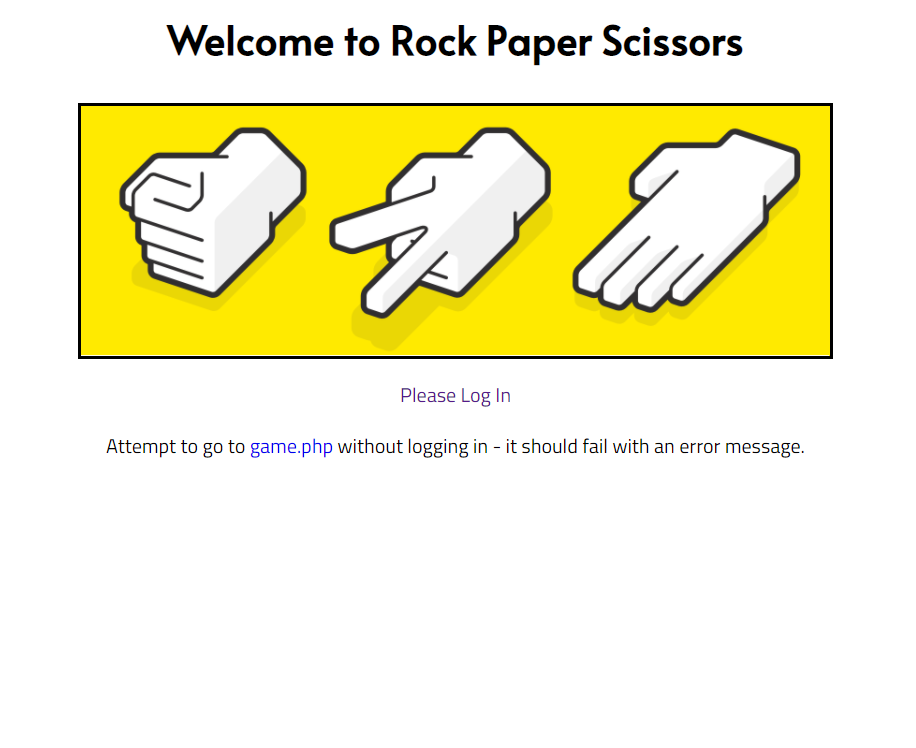 Welcome to Rock Paper Scissors
Please Log In
Attempt to go to game.php without logging in - it should fail with an error message.